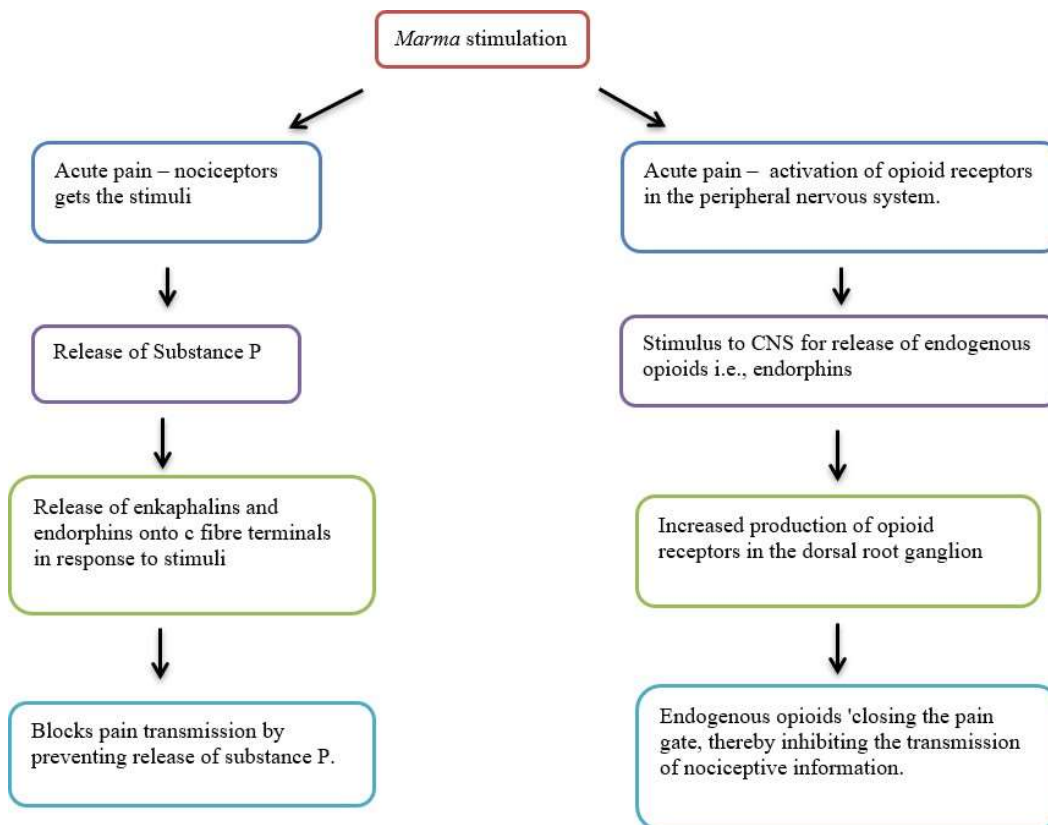 Marma stimulation
Acute pain – nociceptors
gets the stimuli
Release of Substance P
Release of enkaphalins and
endorphins onto c fibre terminals
in response to stimuli
Blocks pain transmission by
preventing release of substance P.
Acute pain – activation of opioid receptors
in the peripheral nervous system.
Stimulus to CNS for release of endogenous
opioids i.e., endorphins
Increased production of opioid
receptors in the dorsal root ganglion
Endogenous opioids 'closing the pain
gate, thereby inhibiting the transmission
of nociceptive information.